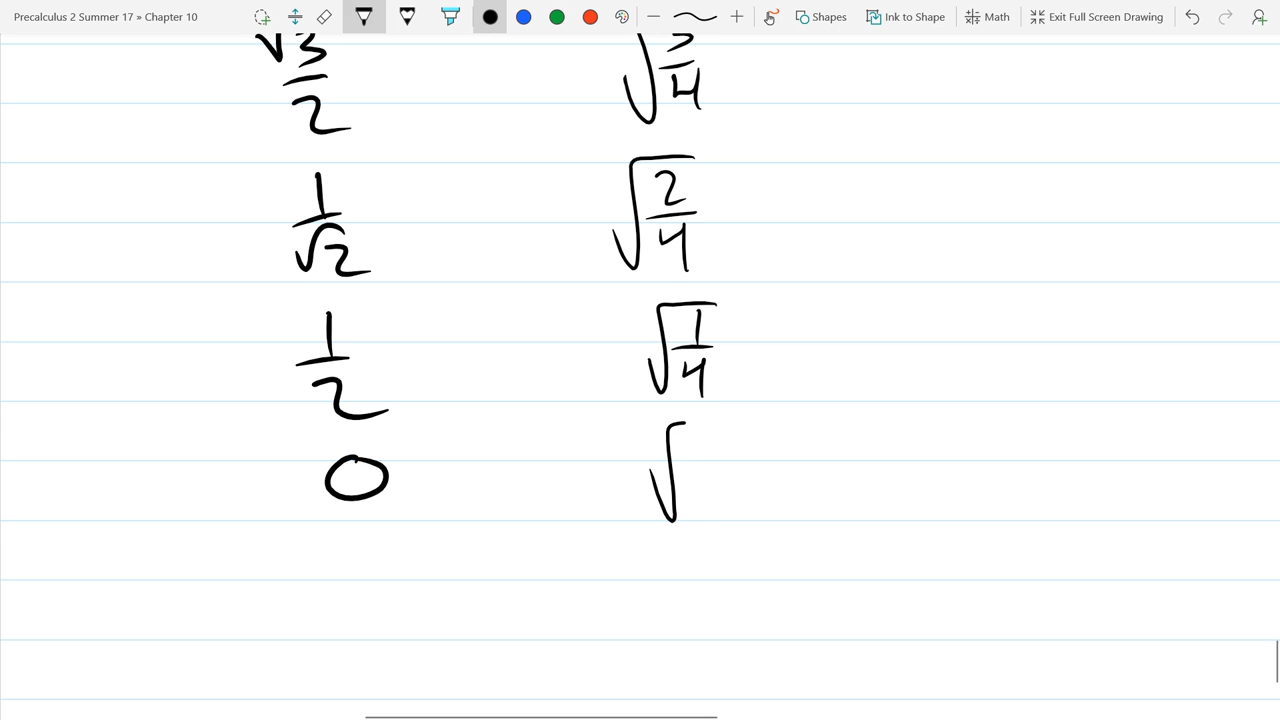 Precalculus 2 Summer 17 » Chapter 10 Shapes Ink to Shape Math Exit Full Screen Drawing
√3/2 √(3/4)
1/√2 √(2/4)
1/2 √(1/4)
0 √